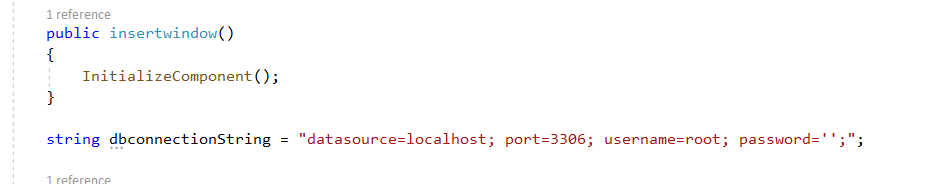 1 reference
public insertwindow()
{
InitializeComponent();
}
string dbconnectionString = "datasource=localhost; port=3306; username=root; password='';";
1 reference